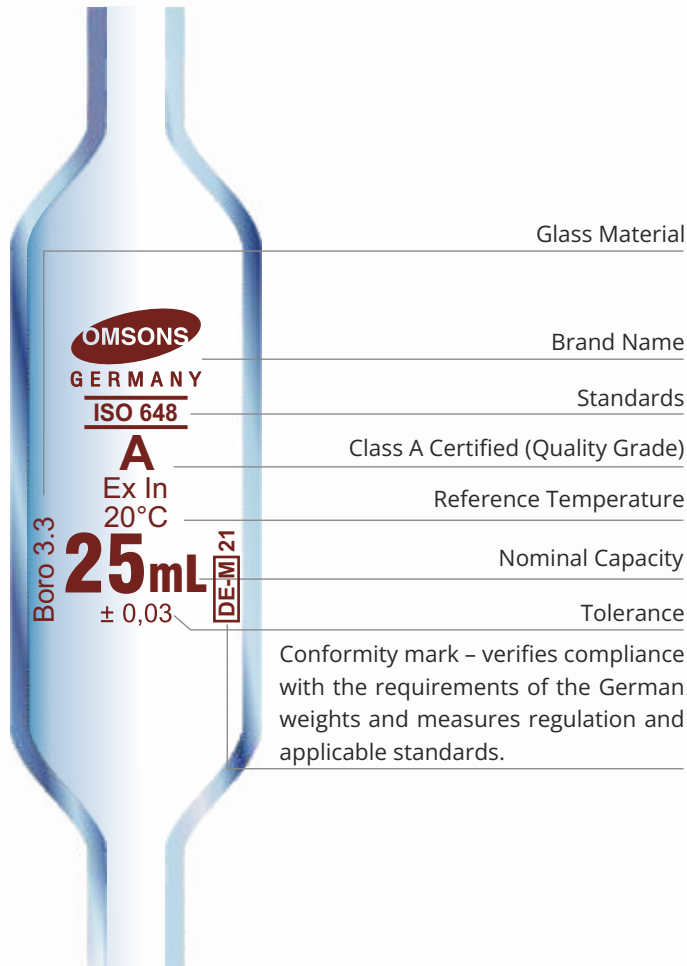 Glass Material
OMSONS
Brand Name
GERMANY
Standards
ISO 648
A
Class A Certified (Quality Grade)
Ex In
20°C
Reference Temperature
Boro 3.3
25mL
DE-M 21
Nominal Capacity
± 0,03
Tolerance
Conformity mark – verifies compliance
with the requirements of the German
weights and measures regulation and
applicable standards.